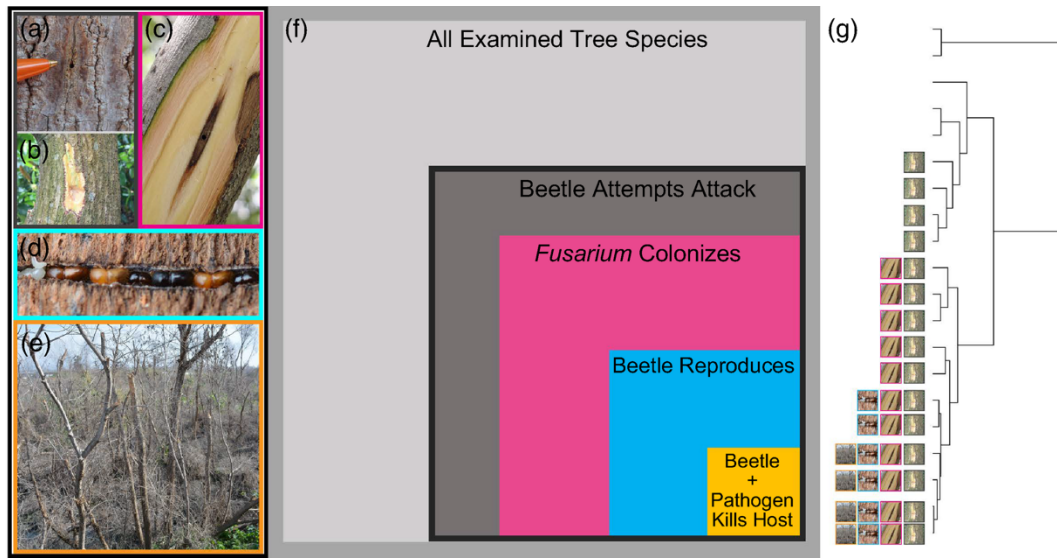 (a)
(b)
(c)
(d)
(e)
(f)
All Examined Tree Species
Beetle Attempts Attack
Fusarium Colonizes
Beetle Reproduces
Beetle
+
Pathogen
Kills Host
(g)